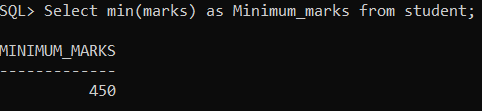 SQL> Select min(marks) as Minimum_marks from student;
MINIMUM_MARKS
-------------
450